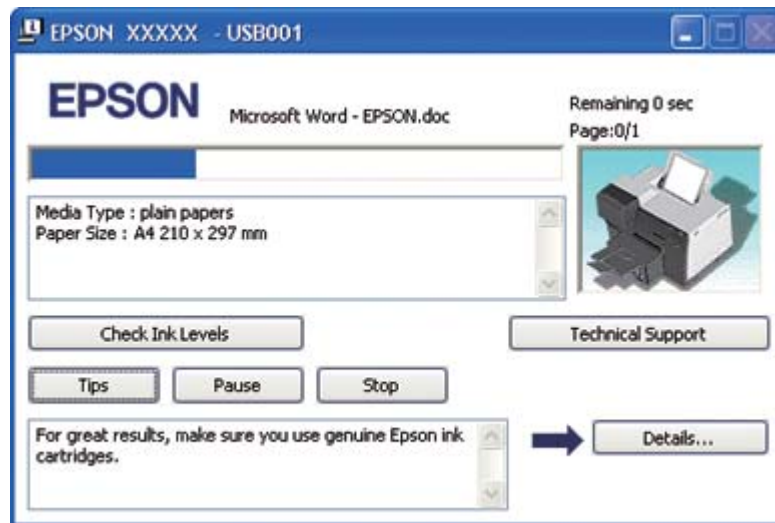 EPSON XXXXX - USB001
EPSON
Microsoft Word - EPSON.doc
Remaining 0 sec
Page:0/1
Media Type : plain papers
Paper Size : A4 210 x 297 mm
Check Ink Levels
Technical Support
Tips
Pause
Stop
For great results, make sure you use genuine Epson ink
cartridges.
Details...